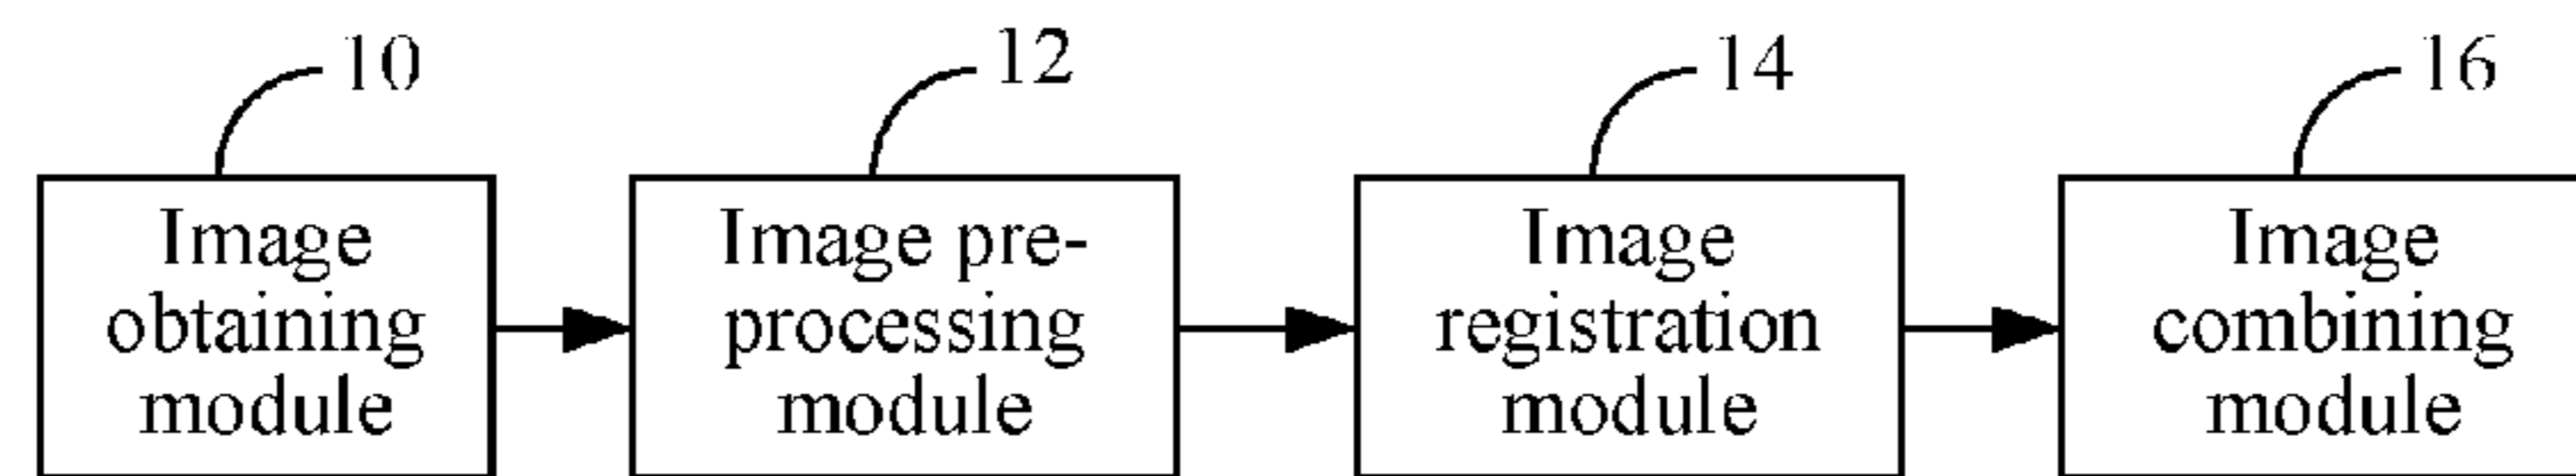 10
12
14
16
Image
obtaining
module
Image pre-
processing
module
Image
registration
module
Image
combining
module